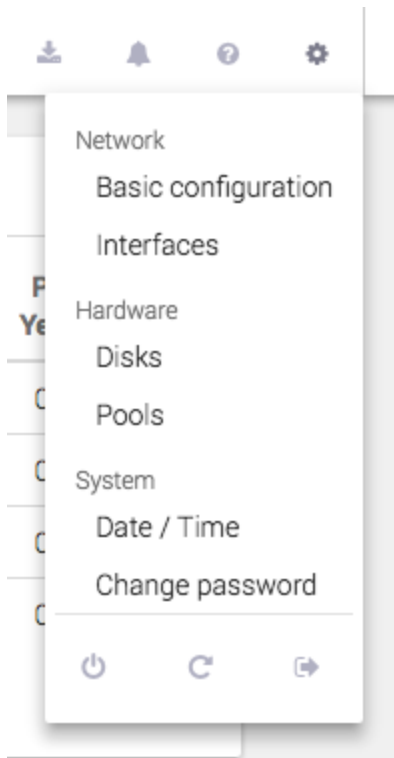 Network
Basic configuration
Interfaces
Hardware
Disks
Pools
System
Date / Time
Change password